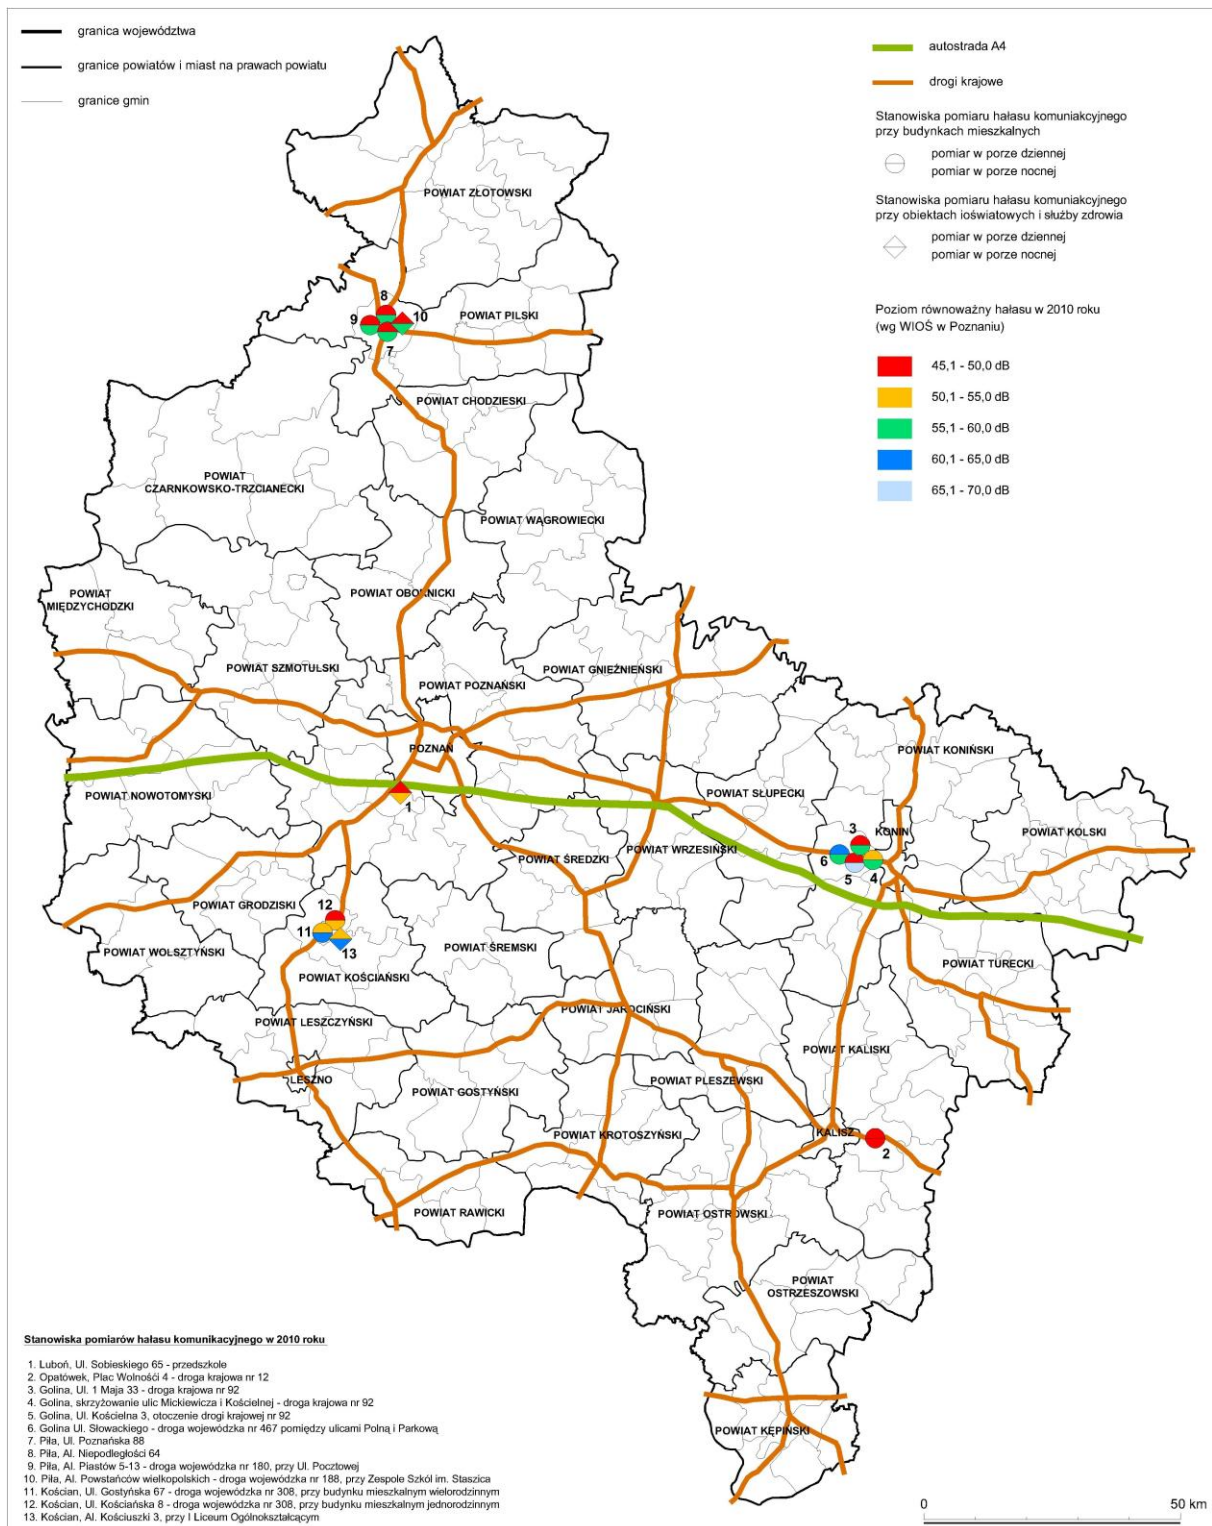 granica województwa
granice powiatów i miast na prawach powiatu
granice gmin
autostrada A4
drogi krajowe
Stanowiska pomiaru hałasu komuniakcyjnego
przy budynkach mieszkalnych
pomiar w porze dziennej
pomiar w porze nocnej
Stanowiska pomiaru hałasu komuniakcyjnego
przy obiektach ioświatowych i służby zdrowia
pomiar w porze dziennej
pomiar w porze nocnej
Poziom równoważny hałasu w 2010 roku
(wg WIOŚ w Poznaniu)
45,1 - 50,0 dB
50,1 - 55,0 dB
55,1 - 60,0 dB
60,1 - 65,0 dB
65,1 - 70,0 dB
POWIAT ZŁOTOWSKI
8
9
10
7
POWIAT PILSKI
POWIAT CHODZIESKI
POWIAT
CZARNKOWSKO-TRZCIANECKI
POWIAT WĄGROWIECKI
POWIAT
MIĘDZYCHODZKI
POWIAT OBORNICKI
POWIAT SZMOTULSKI
POWIAT GNIEŹNIEŃSKI
POWIAT POZNAŃSKI
POZNAŃ
POWIAT KONIŃSKI
POWIAT NOWOTOMYSKI
1
POWIAT SŁUPECKI
3
KONIN
POWIAT KOLSKI
POWIAT WRZESIŃSKI
POWIAT ŚREDZKI
6
5
4
POWIAT GRODZISKI
12
11
13
POWIAT WOLSZTYŃSKI
POWIAT ŚREMSKI
POWIAT KOŚCIAŃSKI
POWIAT TURECKI
POWIAT LESZCZYŃSKI
POWIAT JAROCIŃSKI
POWIAT KALISKI
LESZNO
POWIAT GOSTYŃSKI
POWIAT PLESZEWSKI
POWIAT KROTOSZYŃSKI
KALISZ
2
POWIAT RAWICKI
POWIAT OSTROWSKI
POWIAT
OSTRZESZOWSKI
POWIAT KĘPIŃSKI
Stanowiska pomiarów hałasu komunikacyjnego w 2010 roku
1. Luboń, Ul. Sobieskiego 65 - przedszkole
2. Opatówek, Plac Wolnośći 4 - droga krajowa nr 12
3. Golina, Ul. 1 Maja 33 - droga krajowa nr 92
4. Golina, skrzyżowanie ulic Mickiewicza i Kościelnej - droga krajowa nr 92
5. Golina, Ul. Kościelna 3, otoczenie drogi krajowej nr 92
6. Golina Ul. Słowackiego - droga wojewódzka nr 467 pomiędzy ulicami Polną i Parkową
7. Piła, Ul. Poznańska 88
8. Piła, Al. Niepodległości 64
9. Piła, Al. Piastów 5-13 - droga wojewódzka nr 180, przy Ul. Pocztowej
10. Piła, Al. Powstańców wielkopolskich - droga wojewódzka nr 188, przy Zespole Szkól im. Staszica
11. Kościan, Ul. Gostyńska 67 - droga wojewódzka nr 308, przy budynku mieszkalnym wielorodzinnym
12. Kościan, Ul. Kościańska 8 - droga wojewódzka nr 308, przy budynku mieszkalnym jednorodzinnym
13. Kościan, Al. Kościuszki 3, przy I Liceum Ogólnokształcącym
0 50 km